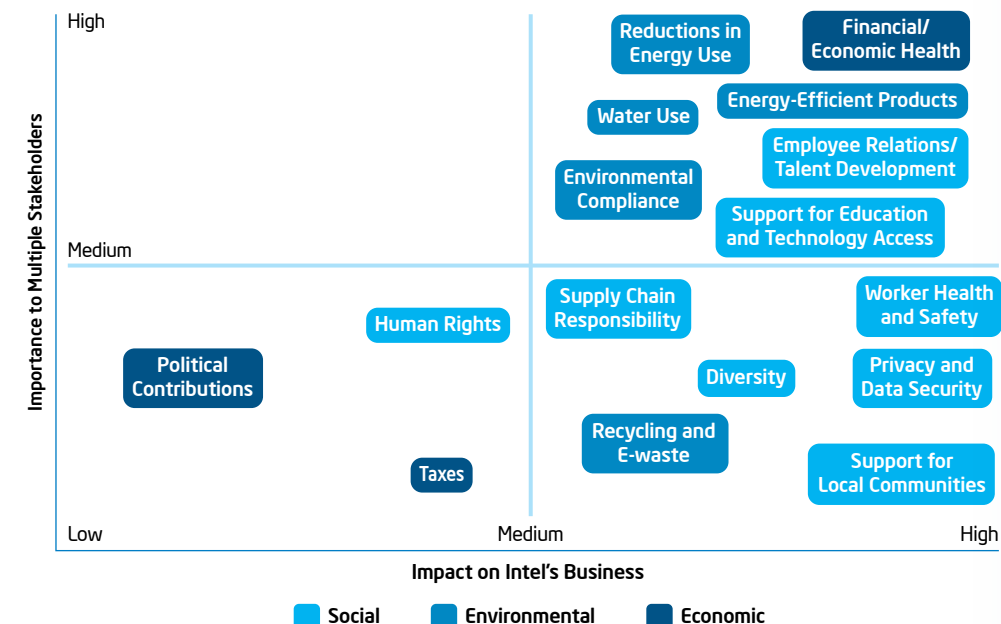 High
Reductions in
Energy Use
Financial/
Economic Health
Energy-Efficient Products
Water Use
Employee Relations/
Talent Development
Environmental
Compliance
Support for Education
and Technology Access
Importance to Multiple Stakeholders
Medium
Supply Chain
Responsibility
Worker Health
and Safety
Human Rights
Political
Contributions
Diversity
Privacy and
Data Security
Recycling and
E-waste
Taxes
Support for
Local Communities
Low
Medium
High
Impact on Intel's Business
Social
Environmental
Economic